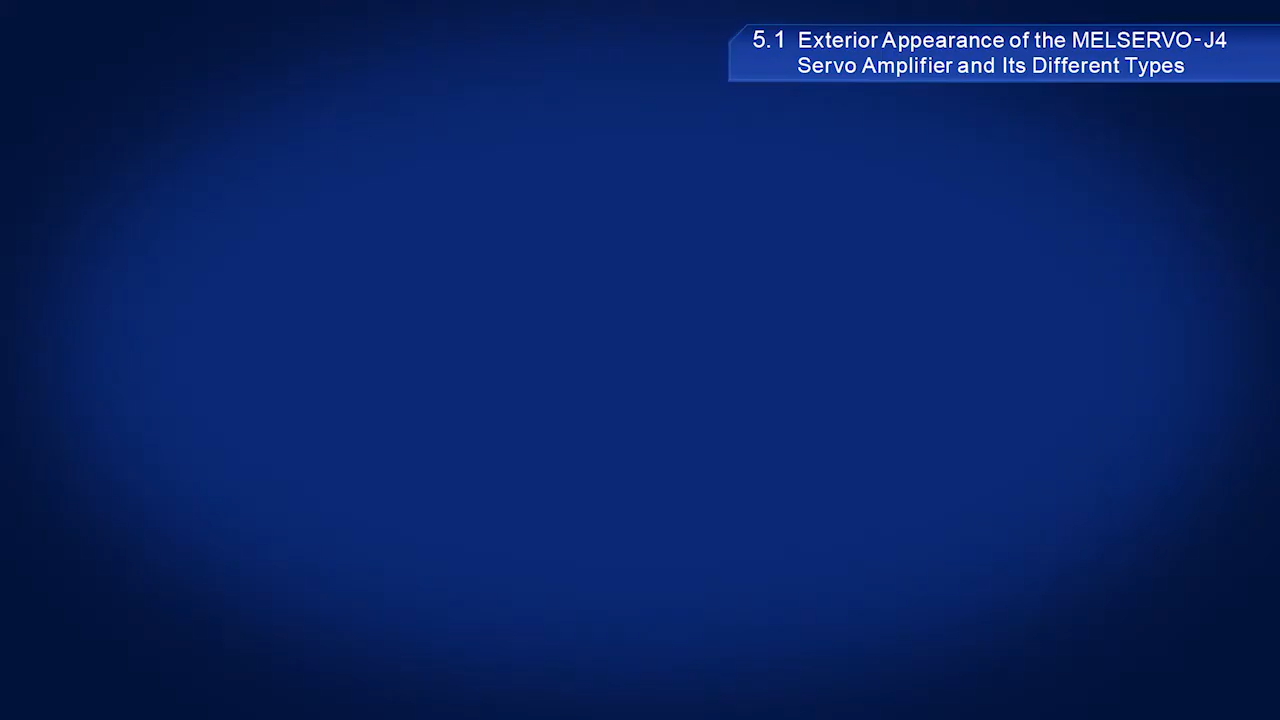 5.1 Exterior Appearance of the MELSERVO-J4
Servo Amplifier and Its Different Types